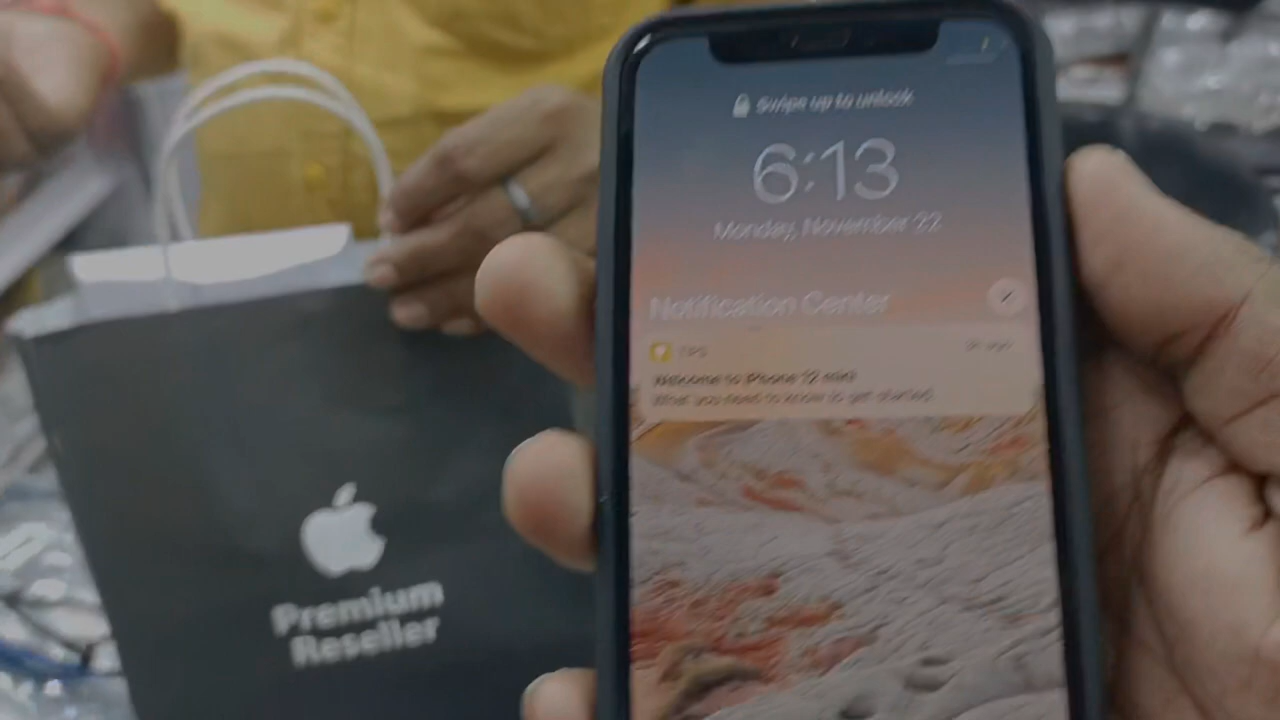 Swipe up to unlock
6:13
Monday, November 22
Notification Center
TIPS
Welcome to iPhone 12 mini
What you need to know to get started.
Premium
Reseller